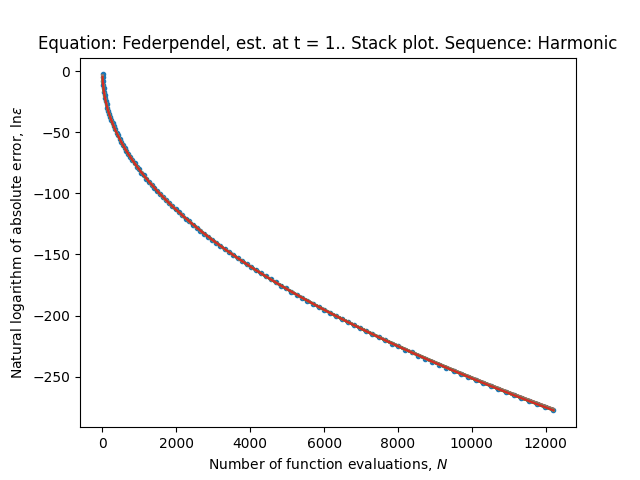 Equation: Federpendel, est. at t = 1.. Stack plot. Sequence: Harmonic
Natural logarithm of absolute error, lnε
0
−50
−100
−150
−200
−250
0 2000 4000 6000 8000 10000 12000
Number of function evaluations, N